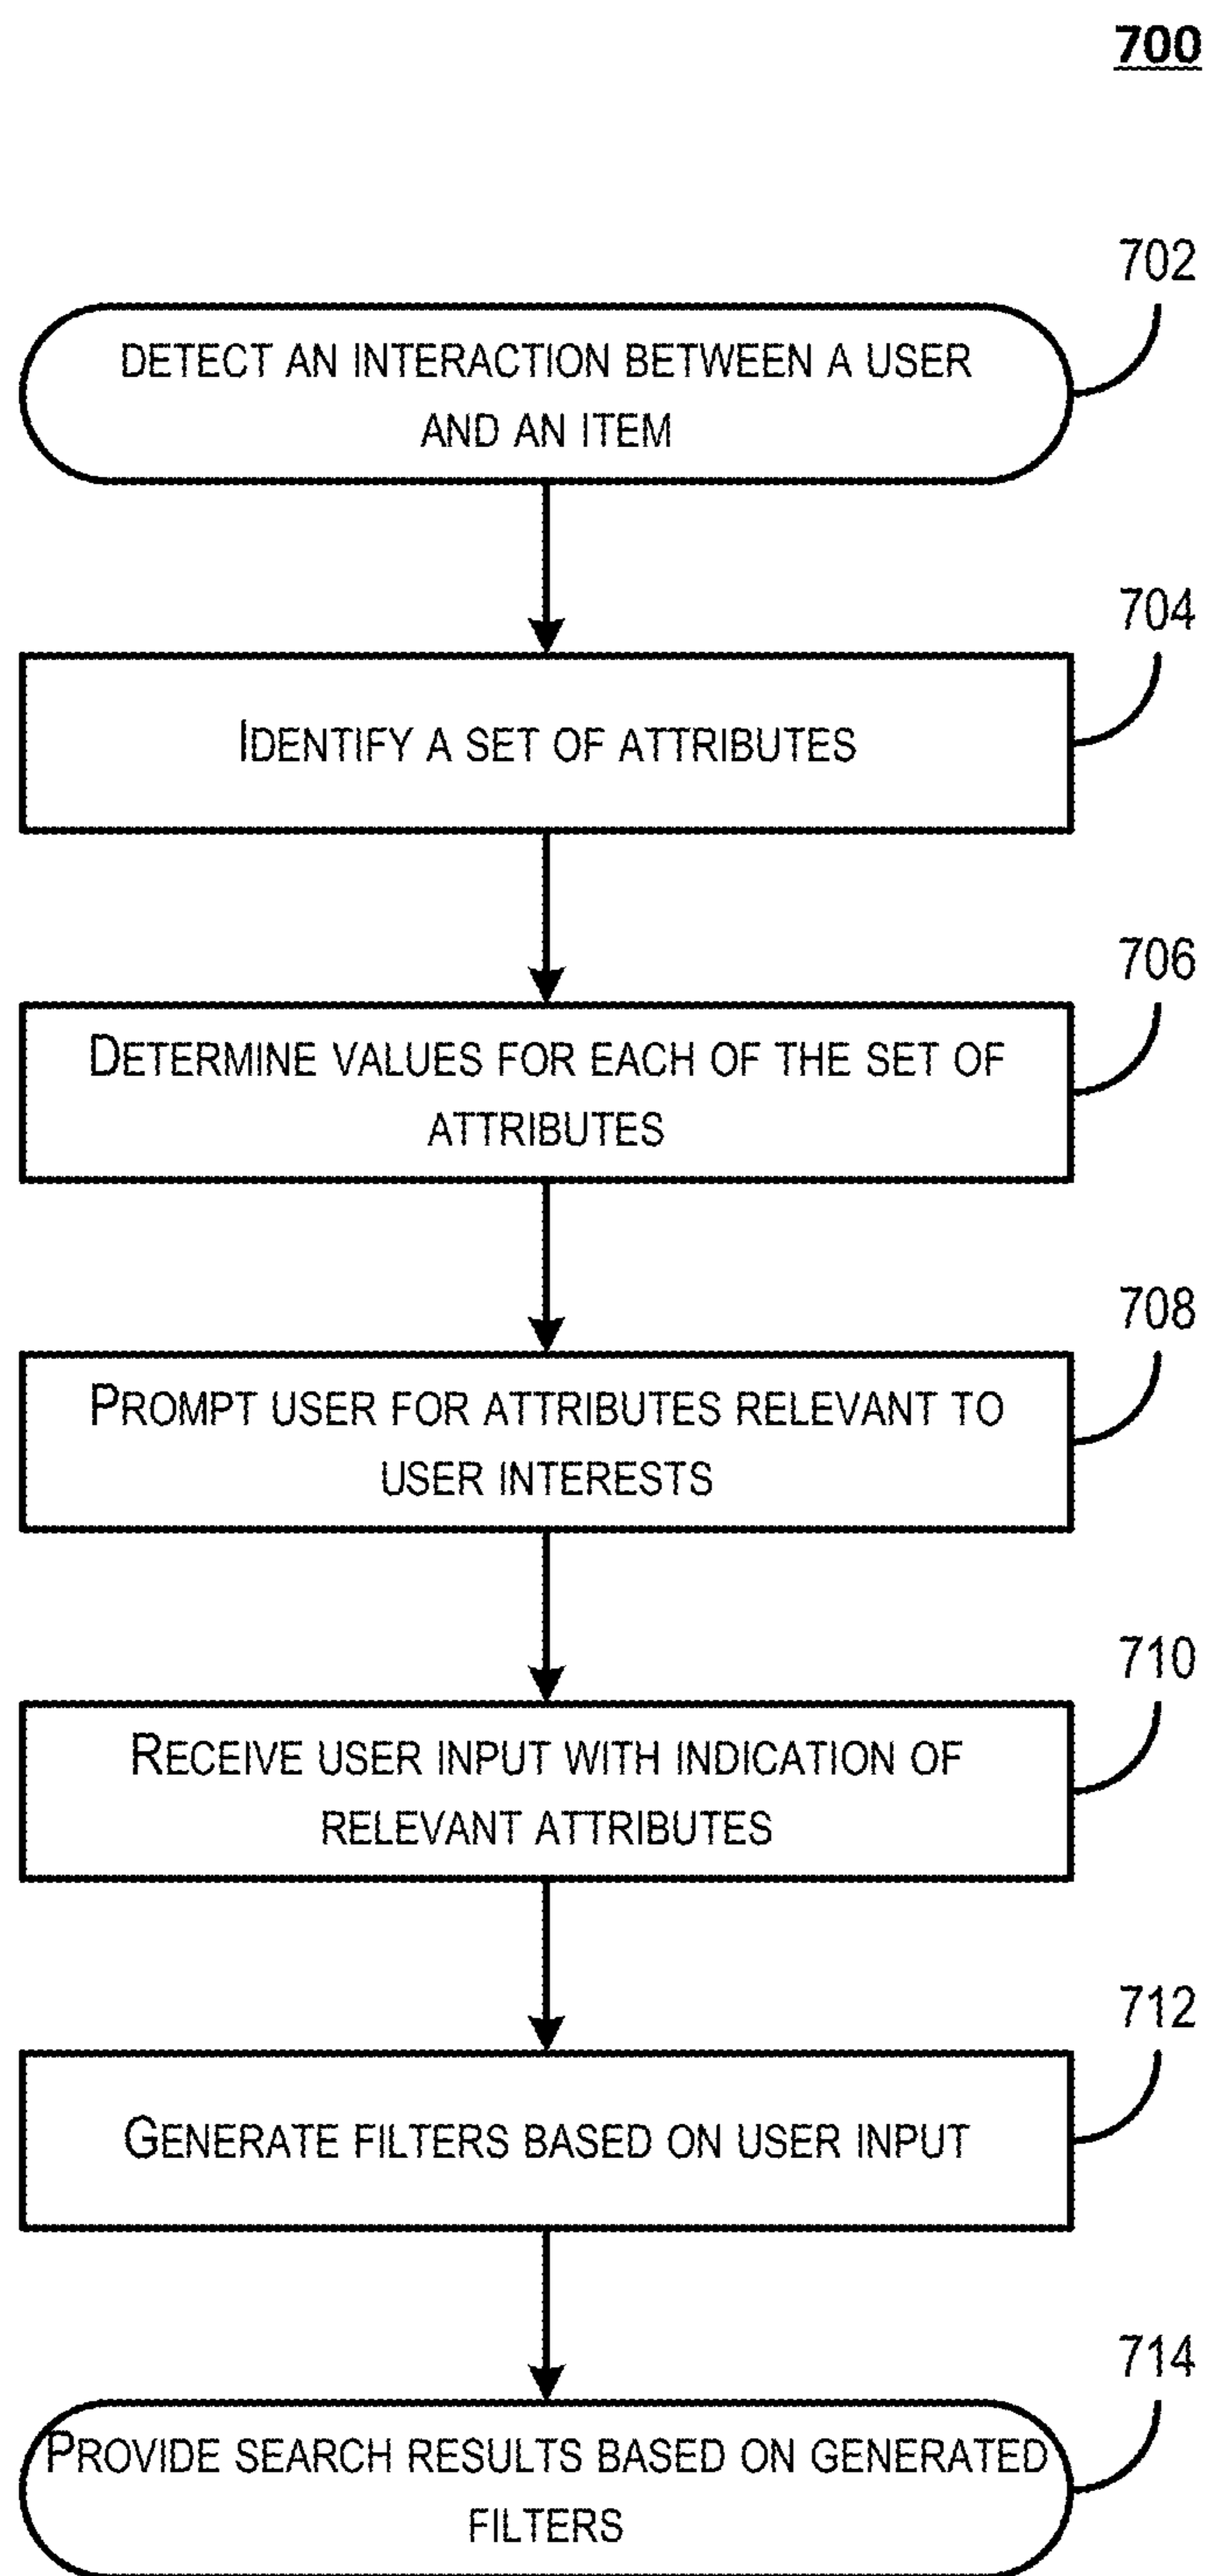 700
702
DETECT AN INTERACTION BETWEEN A USER
AND AN ITEM
704
IDENTIFY A SET OF ATTRIBUTES
706
DETERMINE VALUES FOR EACH OF THE SET OF
ATTRIBUTES
708
PROMPT USER FOR ATTRIBUTES RELEVANT TO
USER INTERESTS
710
RECEIVE USER INPUT WITH INDICATION OF
RELEVANT ATTRIBUTES
712
GENERATE FILTERS BASED ON USER INPUT
714
PROVIDE SEARCH RESULTS BASED ON GENERATED
FILTERS